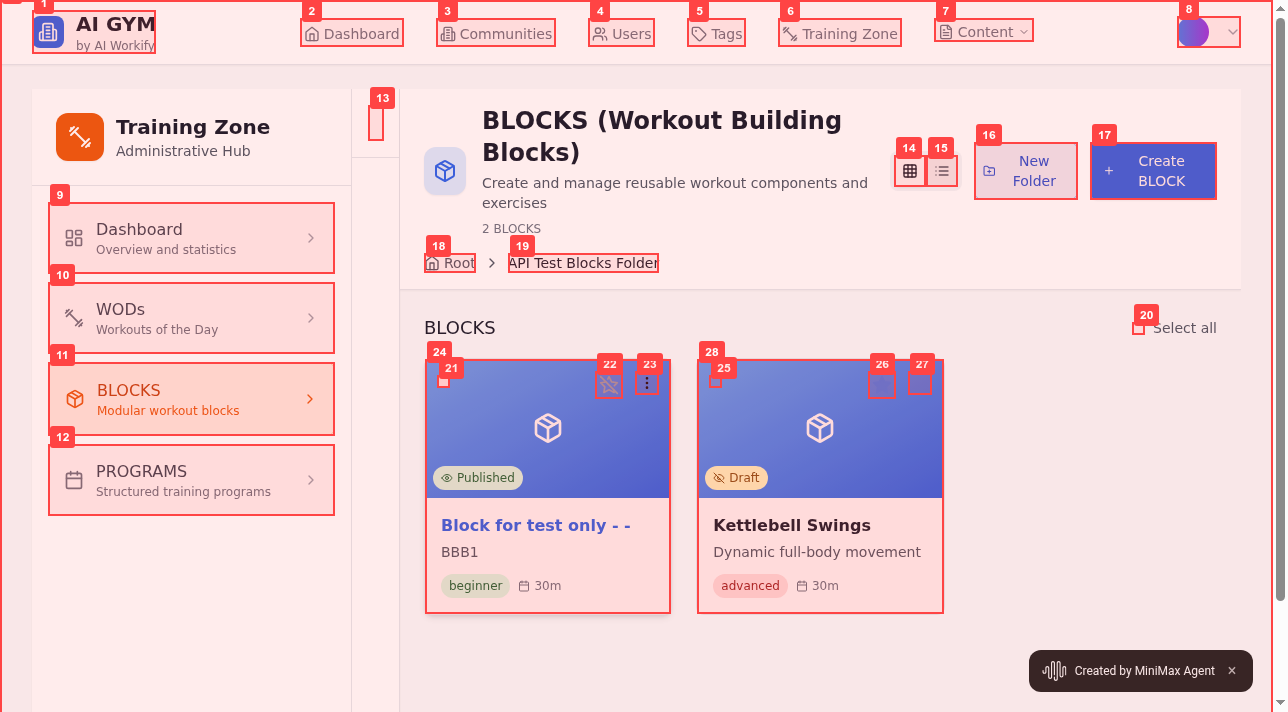 1
AI GYM
by AI Workify
2
Dashboard
3
Communities
4
Users
5
Tags
6
Training Zone
7
Content
8
Training Zone
Administrative Hub
9
Dashboard
Overview and statistics
10
WODs
Workouts of the Day
11
BLOCKS
Modular workout blocks
12
PROGRAMS
Structured training programs
13
BLOCKS (Workout Building
Blocks)
Create and manage reusable workout components and
exercises
2 BLOCKS
14
15
16
New
Folder
17
Create
BLOCK
18
Root
19
API Test Blocks Folder
BLOCKS
20
Select all
24
21
22
23
Published
Block for test only - -
BBB1
beginner
30m
28
25
26
27
Draft
Kettlebell Swings
Dynamic full-body movement
advanced
30m
Created by MiniMax Agent